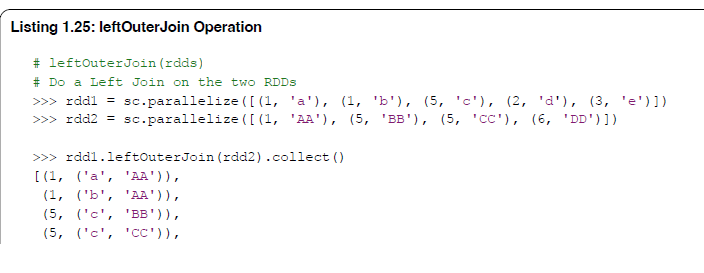 Listing 1.25: leftOuterJoin Operation
# leftOuterJoin(rdds)
# Do a Left Join on the two RDDs
>>> rdd1 = sc.parallelize([(1, 'a'), (1, 'b'), (5, 'c'), (2, 'd'), (3, 'e')])
>>> rdd2 = sc.parallelize([(1, 'AA'), (5, 'BB'), (5, 'CC'), (6, 'DD')])
>>> rdd1.leftOuterJoin(rdd2).collect()
[(1, ('a', 'AA')),
(1, ('b', 'AA')),
(5, ('c', 'BB')),
(5, ('c', 'CC')),